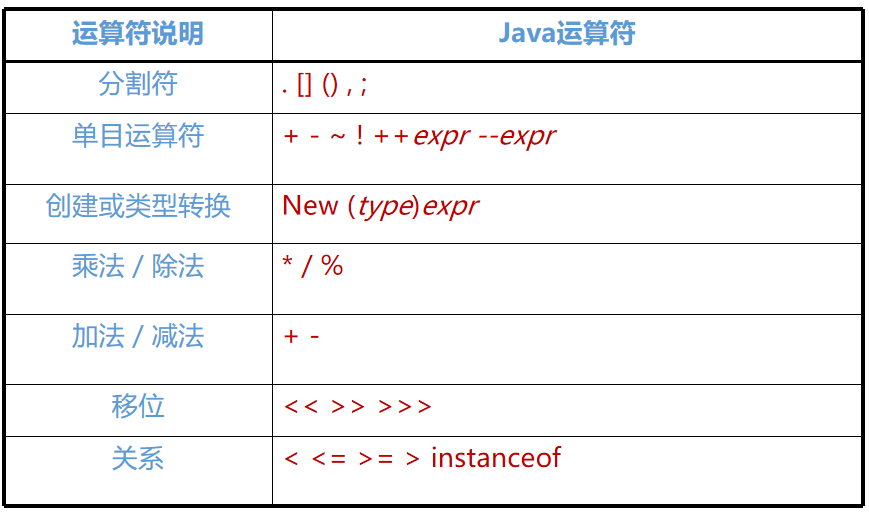 运算符说明 Java运算符
分割符 . [] () , ;
单目运算符 + - ~ ! ++expr --expr
创建或类型转换 New (type)expr
乘法 / 除法 * / %
加法 / 减法 + -
移位 << >> >>>
关系 < <= >= > instanceof